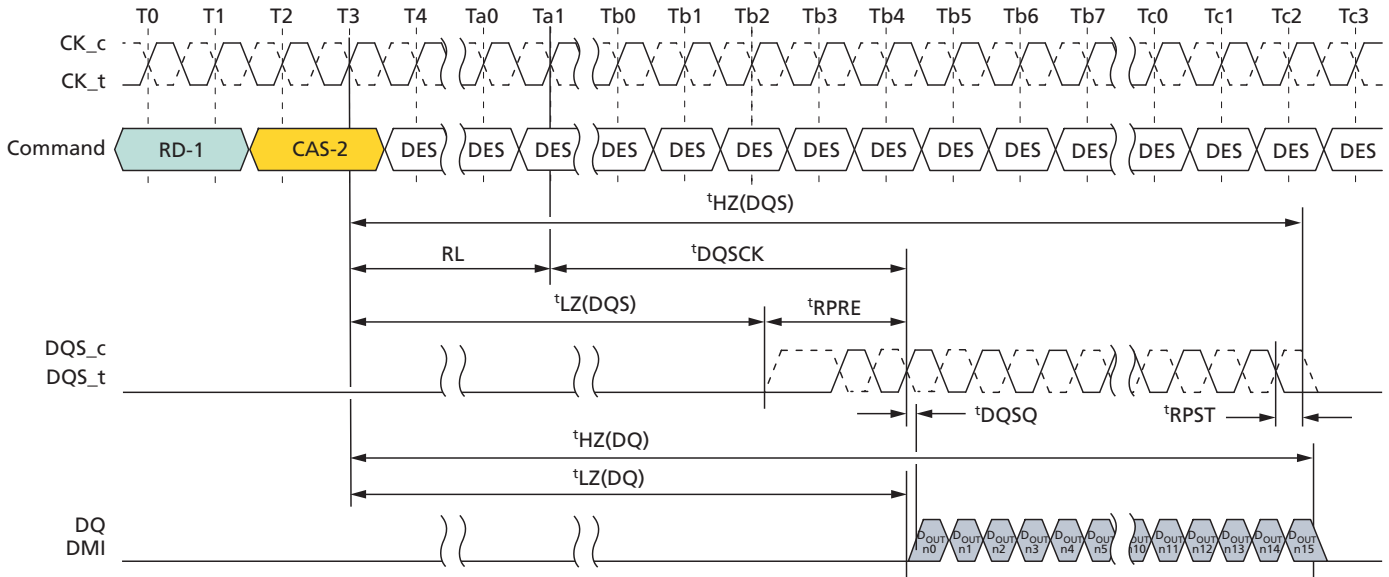 T0 T1 T2 T3 T4 Ta0 Ta1 Tb0 Tb1 Tb2 Tb3 Tb4 Tb5 Tb6 Tb7 Tc0 Tc1 Tc2 Tc3
CK_c
CK_t
Command RD-1 CAS-2 DES DES DES DES DES DES DES DES DES DES DES DES DES DES DES
tHZ(DQS)
RL tDQSCK
tLZ(DQS) tRPRE
DQS_c
DQS_t
tDQSQ tRPST
tHZ(DQ)
tLZ(DQ)
DQ
DMI
DOUT DOUT DOUT DOUT DOUT DOUT DOUT DOUT DOUT DOUT DOUT DOUT
n0 n1 n2 n3 n4 n5 n10 n11 n12 n13 n14 n15